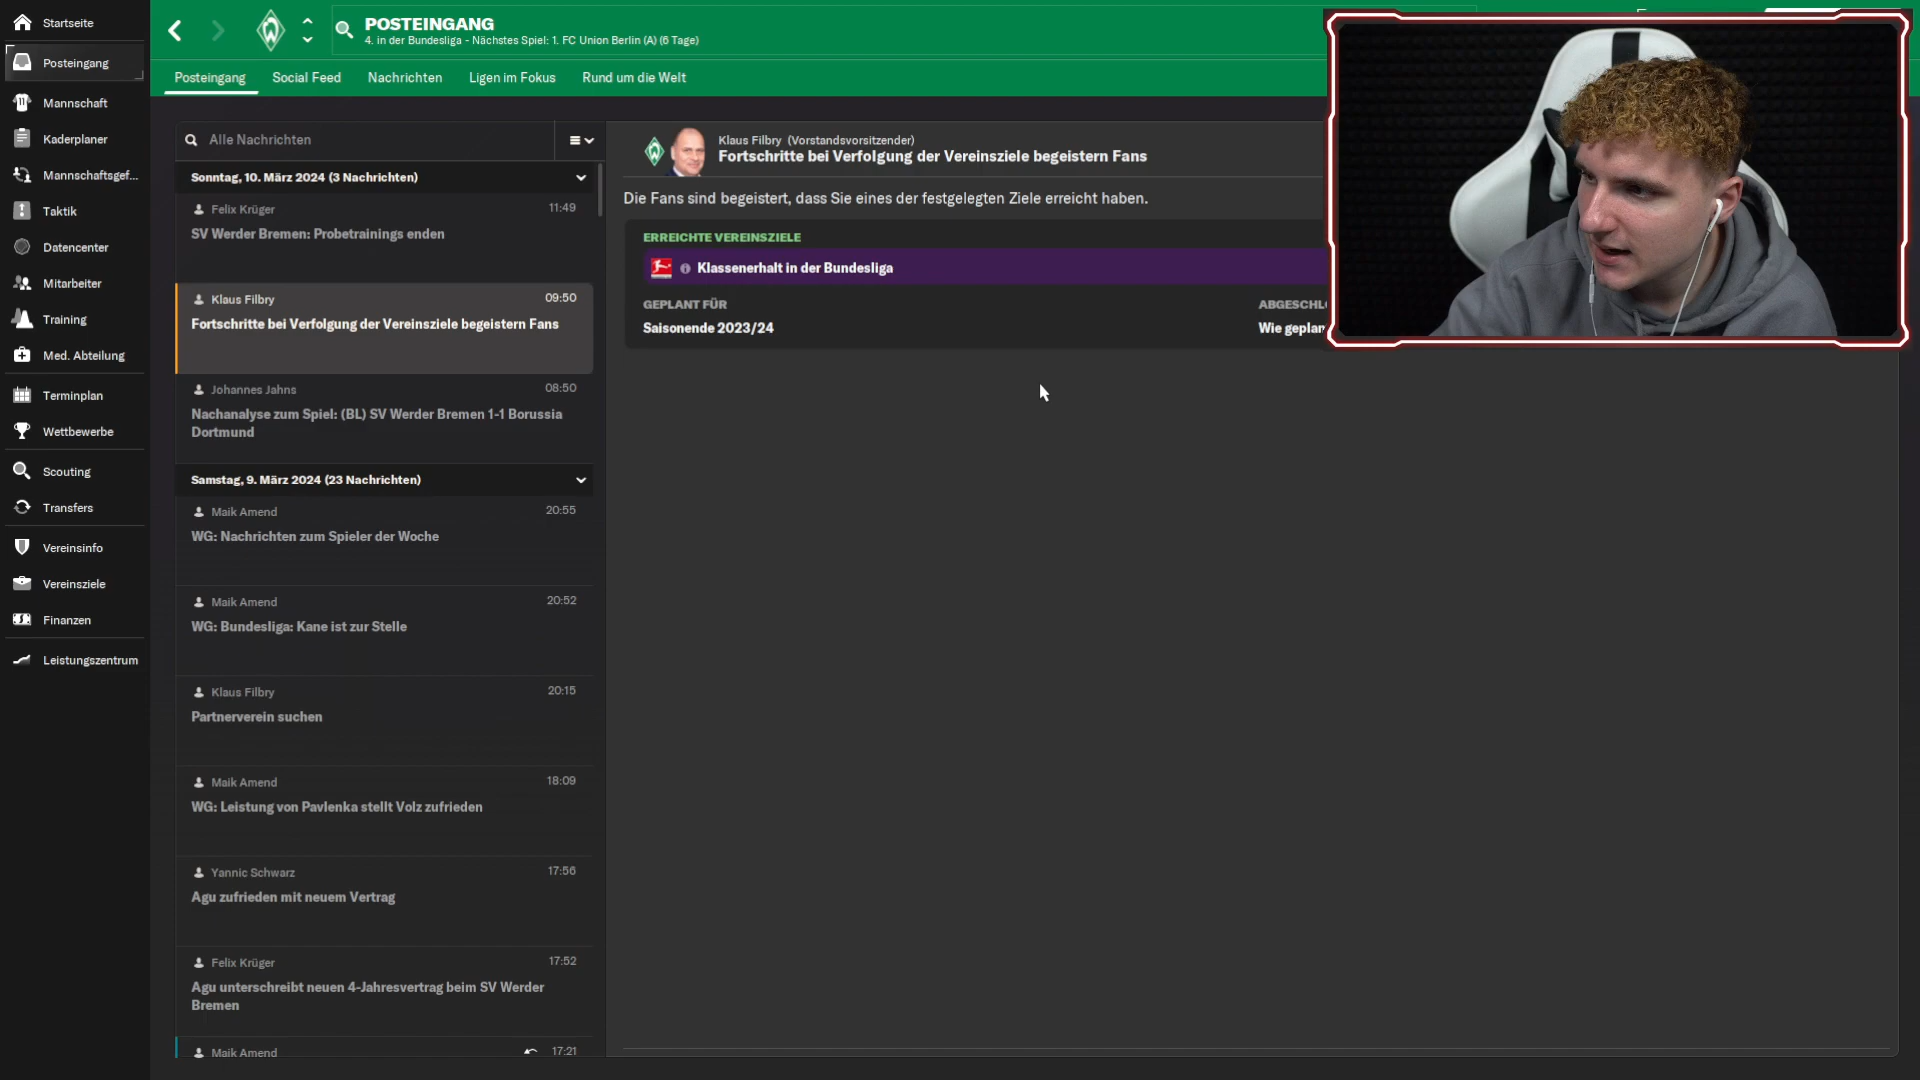 Startseite
Posteingang
Mannschaft
Kaderplaner
Mannschaftsgef...
Taktik
Datencenter
Mitarbeiter
Training
Med. Abteilung
Terminplan
Wettbewerbe
Scouting
Transfers
Vereinsinfo
Vereinsziele
Finanzen
Leistungszentrum
POSTEINGANG
4. in der Bundesliga - Nächstes Spiel: 1. FC Union Berlin (A) (6 Tage)
Posteingang Social Feed Nachrichten Ligen im Fokus Rund um die Welt
Alle Nachrichten
Sonntag, 10. März 2024 (3 Nachrichten)
Felix Krüger 11:49
SV Werder Bremen: Probetrainings enden
Klaus Filbry 09:50
Fortschritte bei Verfolgung der Vereinsziele begeistern Fans
Johannes Jahns 08:50
Nachanalyse zum Spiel: (BL) SV Werder Bremen 1-1 Borussia
Dortmund
Samstag, 9. März 2024 (23 Nachrichten)
Maik Amend 20:55
WG: Nachrichten zum Spieler der Woche
Maik Amend 20:52
WG: Bundesliga: Kane ist zur Stelle
Klaus Filbry 20:15
Partnerverein suchen
Maik Amend 18:09
WG: Leistung von Pavlenka stellt Volz zufrieden
Yannic Schwarz 17:56
Agu zufrieden mit neuem Vertrag
Felix Krüger 17:52
Agu unterschreibt neuen 4-Jahresvertrag beim SV Werder
Bremen
Maik Amend 17:21
Klaus Filbry (Vorstandsvorsitzender)
Fortschritte bei Verfolgung der Vereinsziele begeistern Fans
Die Fans sind begeistert, dass Sie eines der festgelegten Ziele erreicht haben.
ERREICHTE VEREINSZIELE
Klassenerhalt in der Bundesliga
GEPLANT FÜR ABGESCHL
Saisonende 2023/24 Wie geplan